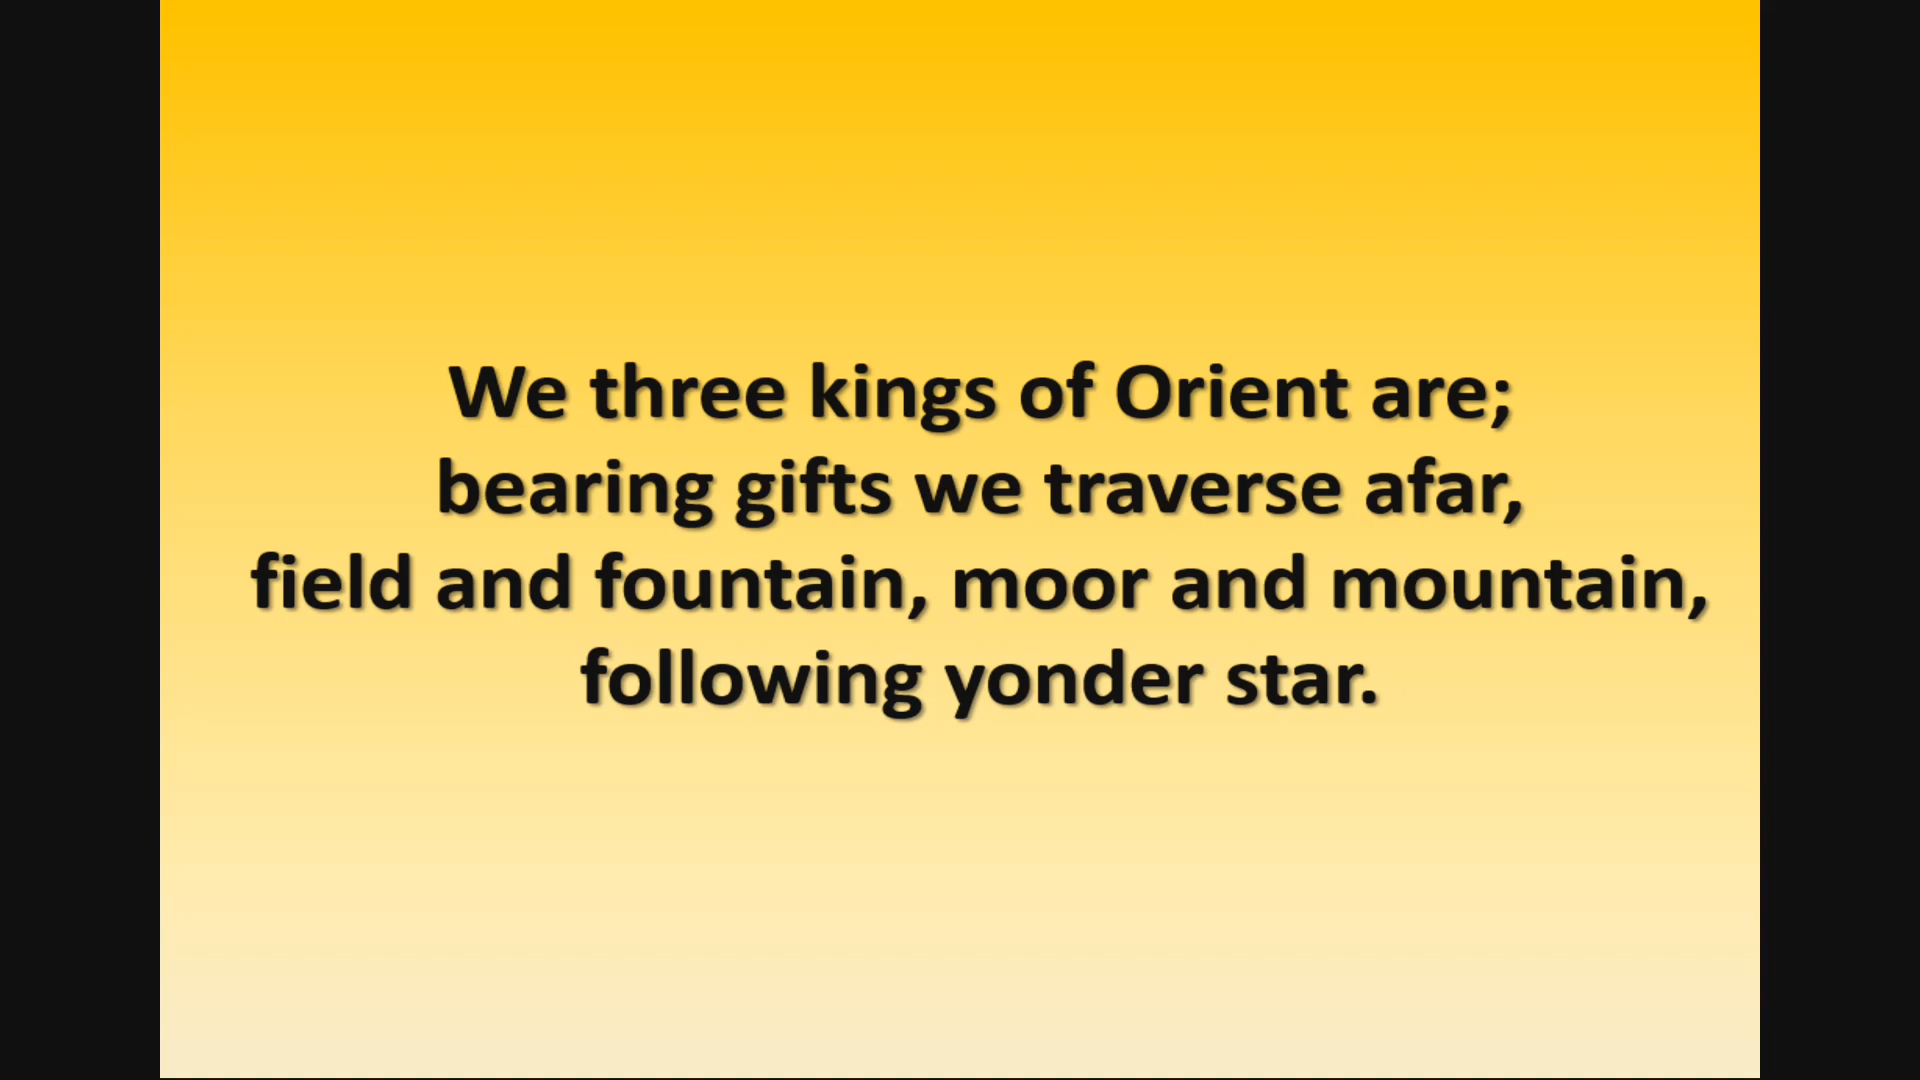 We three kings of Orient are;
bearing gifts we traverse afar,
field and fountain, moor and mountain,
following yonder star.